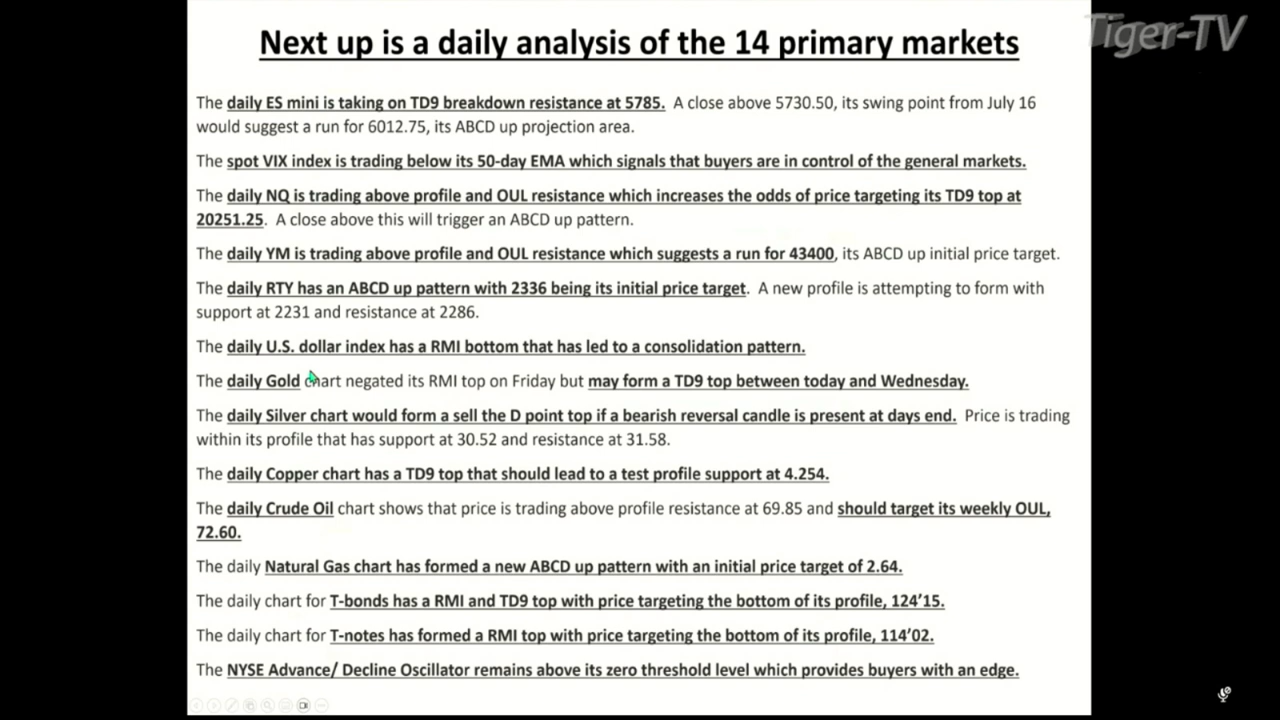 Next up is a daily analysis of the 14 primary markets
Tiger-TV
The daily ES mini is taking on TD9 breakdown resistance at 5785. A close above 5730.50, its swing point from July 16
would suggest a run for 6012.75, its ABCD up projection area.
The spot VIX index is trading below its 50-day EMA which signals that buyers are in control of the general markets.
The daily NQ is trading above profile and OUL resistance which increases the odds of price targeting its TD9 top at
20251.25. A close above this will trigger an ABCD up pattern.
The daily YM is trading above profile and OUL resistance which suggests a run for 43400, its ABCD up initial price target.
The daily RTY has an ABCD up pattern with 2336 being its initial price target. A new profile is attempting to form with
support at 2231 and resistance at 2286.
The daily U.S. dollar index has a RMI bottom that has led to a consolidation pattern.
The daily Gold chart negated its RMI top on Friday but may form a TD9 top between today and Wednesday.
The daily Silver chart would form a sell the D point top if a bearish reversal candle is present at days end. Price is trading
within its profile that has support at 30.52 and resistance at 31.58.
The daily Copper chart has a TD9 top that should lead to a test profile support at 4.254.
The daily Crude Oil chart shows that price is trading above profile resistance at 69.85 and should target its weekly OUL,
72.60.
The daily Natural Gas chart has formed a new ABCD up pattern with an initial price target of 2.64.
The daily chart for T-bonds has a RMI and TD9 top with price targeting the bottom of its profile, 124’15.
The daily chart for T-notes has formed a RMI top with price targeting the bottom of its profile, 114’02.
The NYSE Advance/ Decline Oscillator remains above its zero threshold level which provides buyers with an edge.